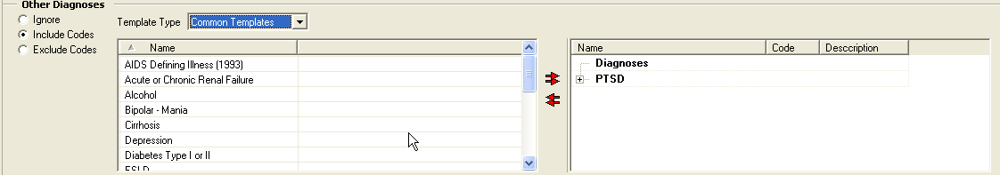 Other Diagnoses
Ignore
Include Codes
Exclude Codes
Template Type Common Templates
Name
AIDS Defining Illness (1993)
Acute or Chronic Renal Failure
Alcohol
Bipolar - Mania
Cirrhosis
Depression
Diabetes Type I or II
ESLD
Name Code Desccription
Diagnoses
PTSD